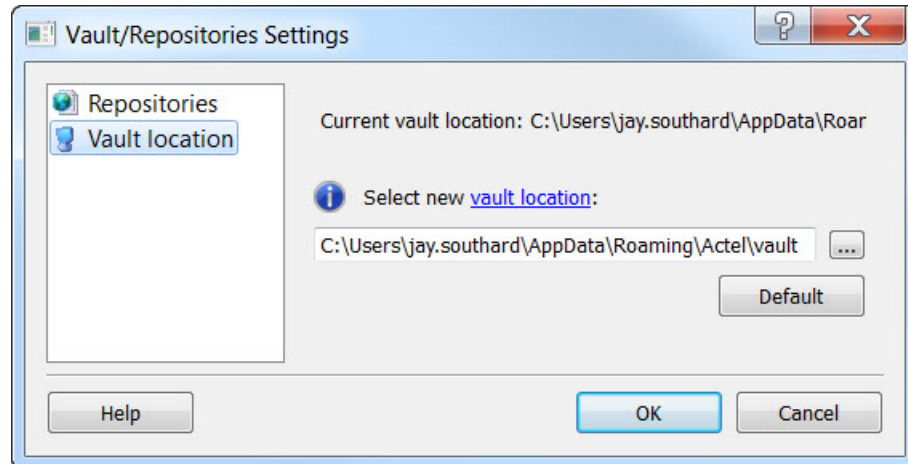 Vault/Repositories Settings
? X
Repositories
Vault location
Current vault location: C:\Users\jay.southard\AppData\Roar
Select new vault location:
C:\Users\jay.southard\AppData\Roaming\Actel\vault ...
Default
Help OK Cancel